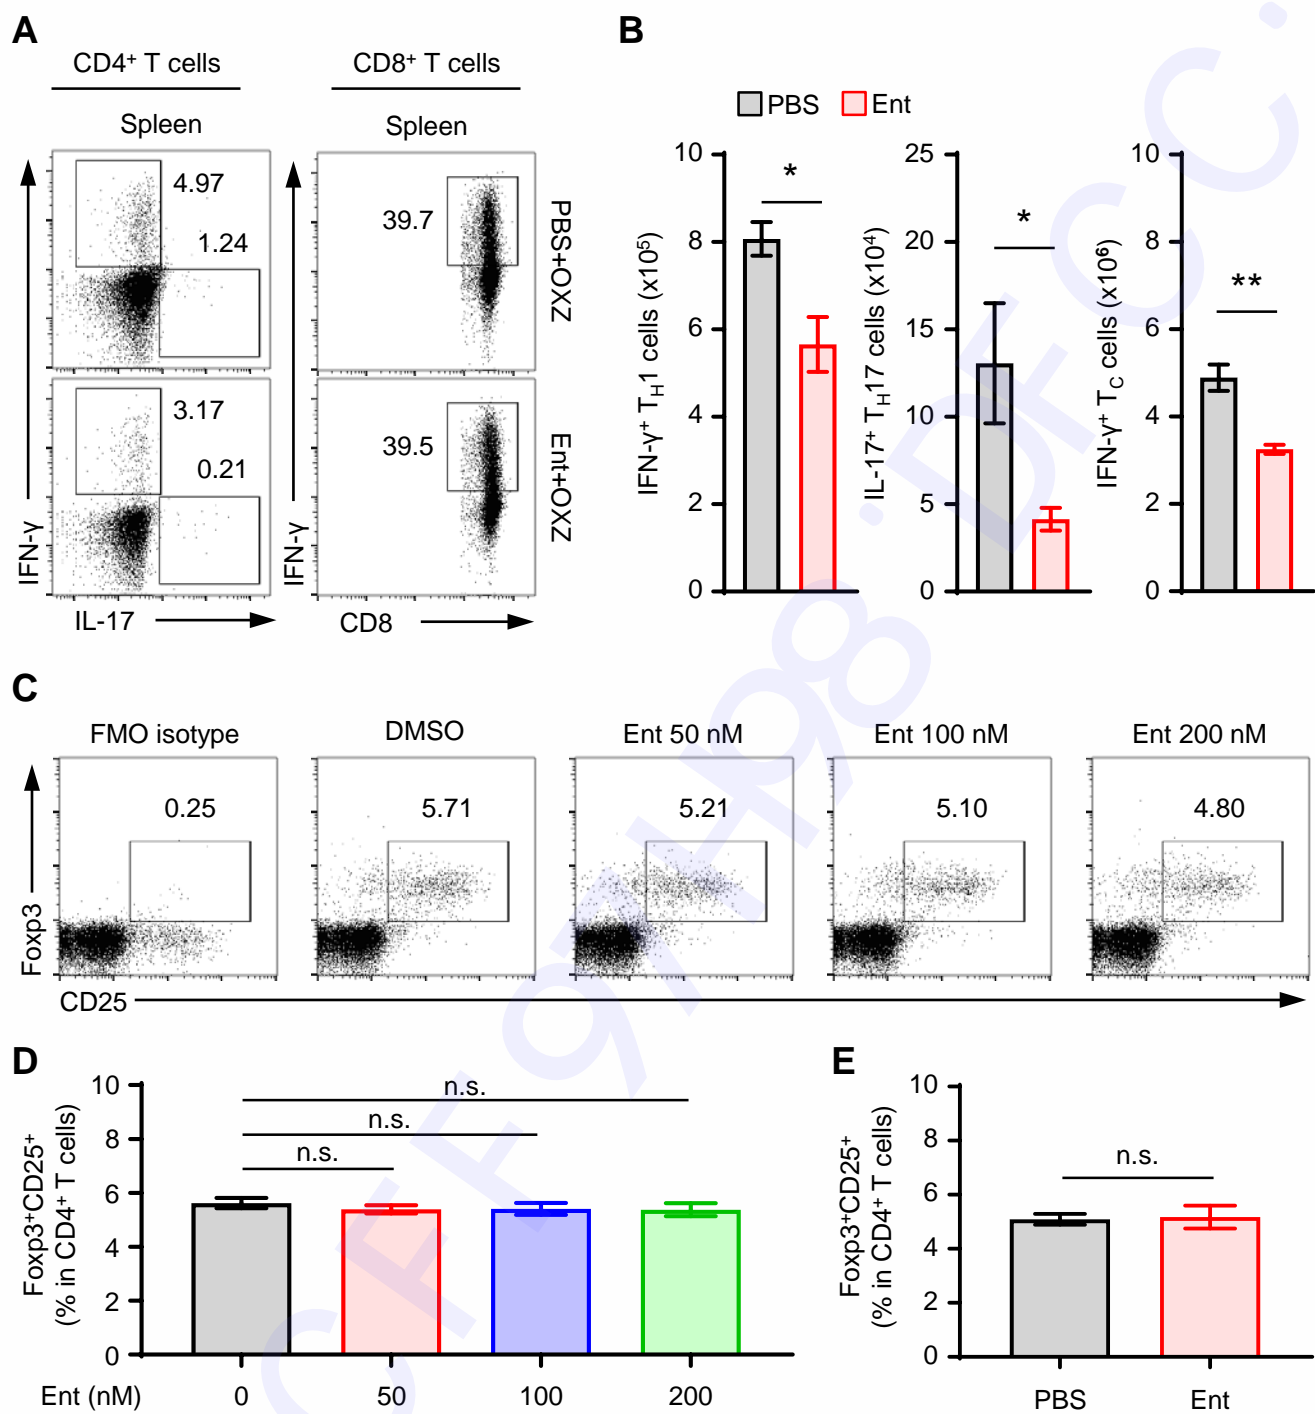 A
CD4⁺ T cells
CD8⁺ T cells
Spleen
Spleen
4.97
1.24
39.7
PBS+OXZ
3.17
0.21
39.5
Ent+OXZ
IFN-γ
IFN-γ
IL-17
CD8
B
PBS
Ent
IFN-γ⁺ T_H1 cells (x10⁵)
10
8
6
4
2
0
*
IL-17⁺ T_H17 cells (x10⁴)
25
20
15
10
5
0
*
IFN-γ⁺ T_C cells (x10⁶)
10
8
6
4
2
0
**
C
FMO isotype
DMSO
Ent 50 nM
Ent 100 nM
Ent 200 nM
0.25
5.71
5.21
5.10
4.80
Foxp3
CD25
D
Foxp3⁺CD25⁺
(% in CD4⁺ T cells)
10
8
6
4
2
0
n.s.
n.s.
n.s.
Ent (nM)
0
50
100
200
E
Foxp3⁺CD25⁺
(% in CD4⁺ T cells)
10
8
6
4
2
0
n.s.
PBS
Ent